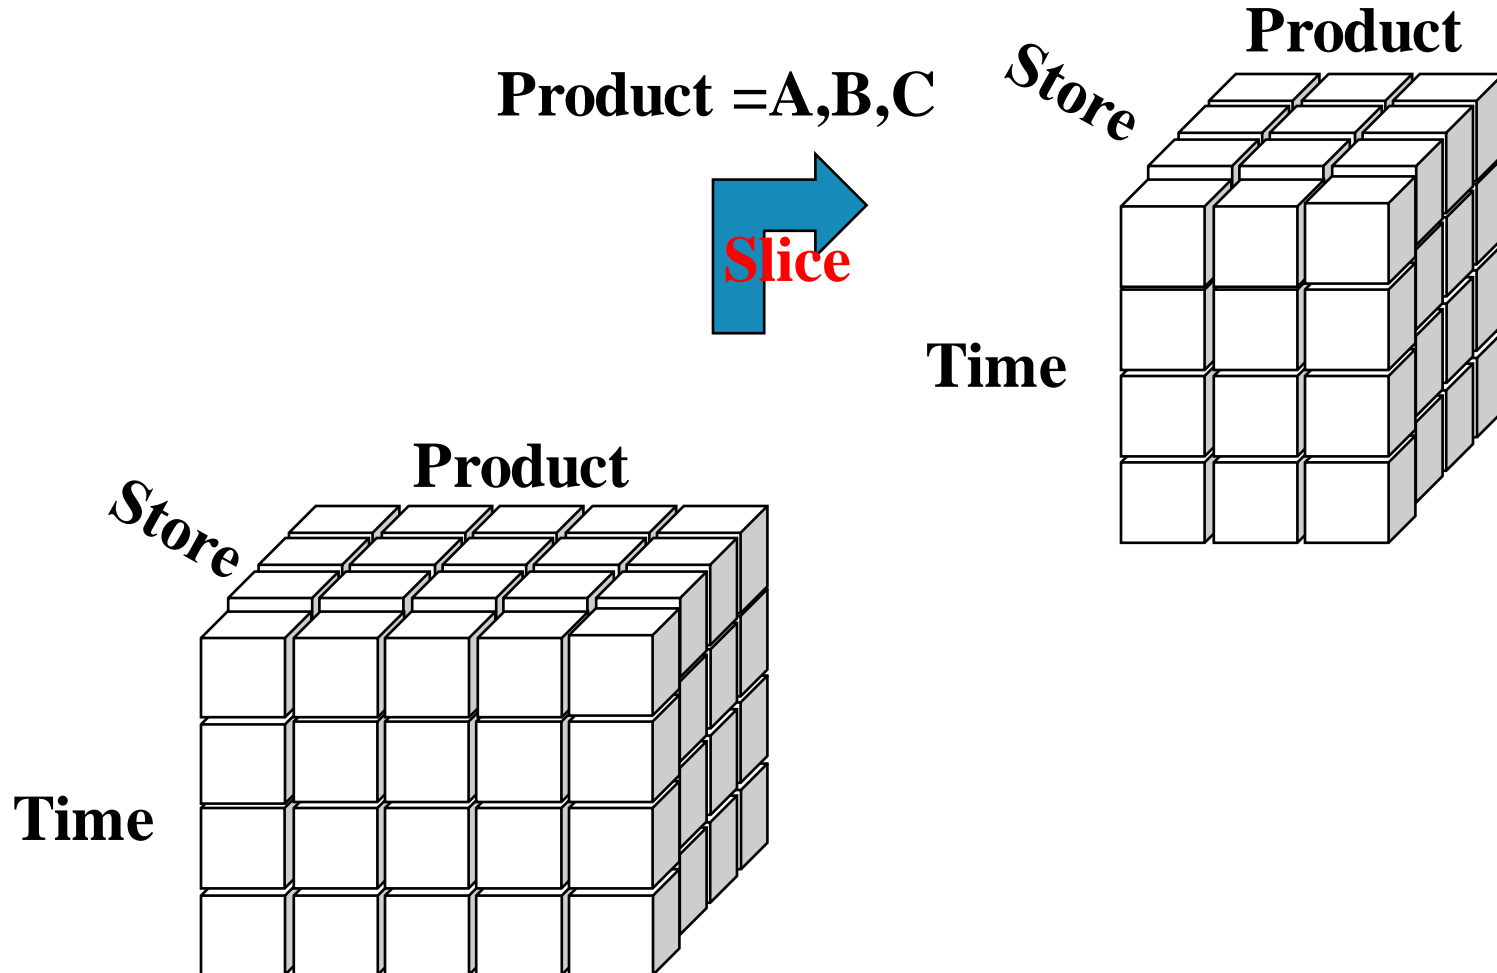 Product
Store
Product =A,B,C
Slice
Time
Product
Store
Time